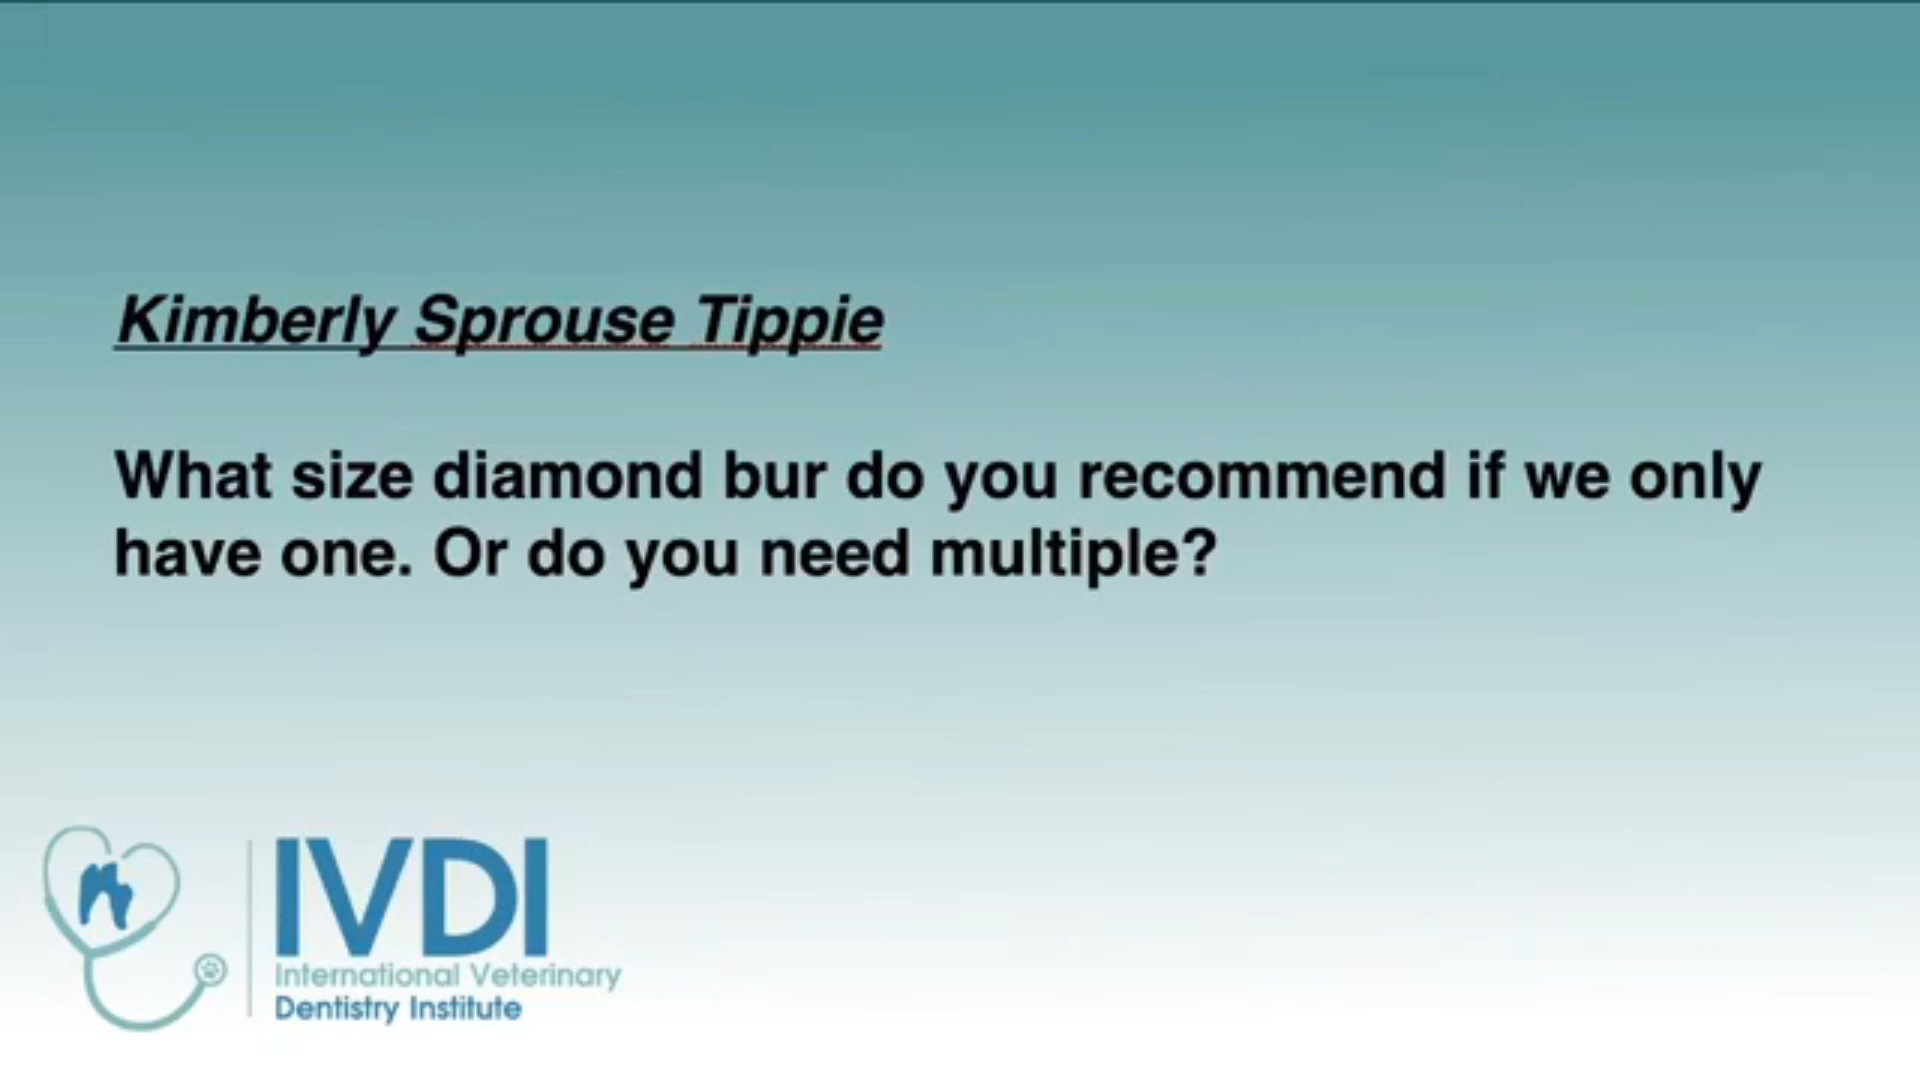 Kimberly Sprouse Tippie
What size diamond bur do you recommend if we only
have one. Or do you need multiple?
IVDI
International Veterinary
Dentistry Institute